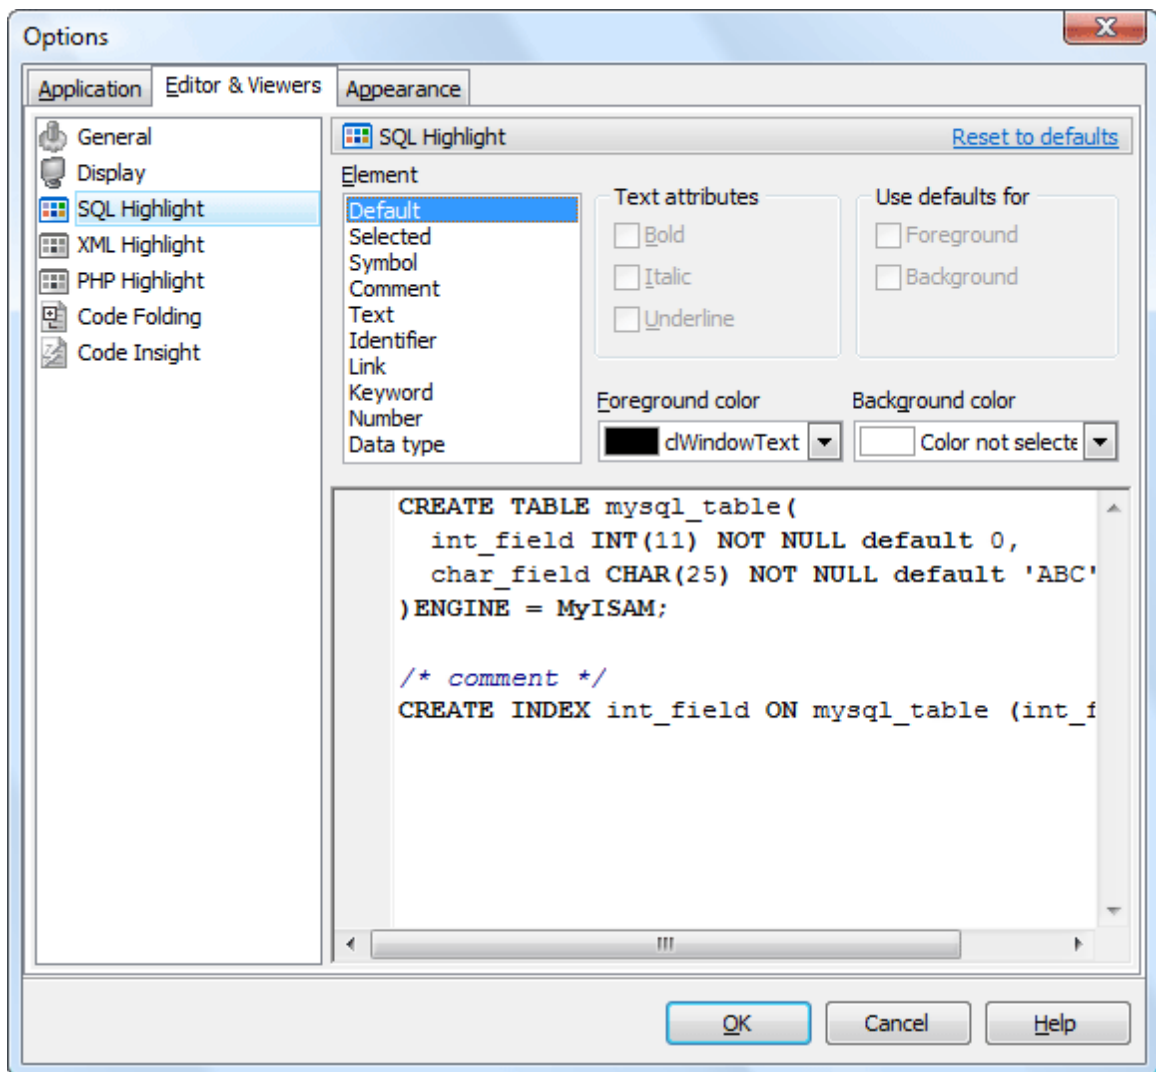 Options
Application Editor & Viewers Appearance
General
Display
SQL Highlight
XML Highlight
PHP Highlight
Code Folding
Code Insight
SQL Highlight Reset to defaults
Element
Default
Selected
Symbol
Comment
Text
Identifier
Link
Keyword
Number
Data type
Text attributes
Bold
Italic
Underline
Use defaults for
Foreground
Background
Foreground color
clWindowText
Background color
Color not selecte
CREATE TABLE mysql_table(
int_field INT(11) NOT NULL default 0,
char_field CHAR(25) NOT NULL default 'ABC'
)ENGINE = MyISAM;
/* comment */
CREATE INDEX int_field ON mysql_table (int_f
OK Cancel Help